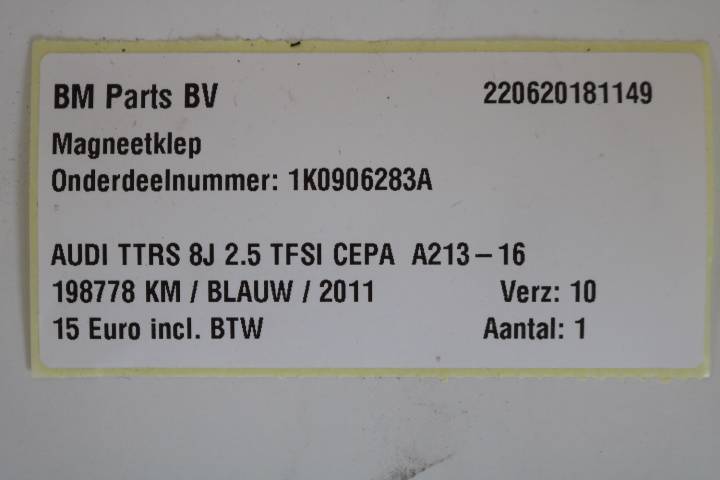 BM Parts BV 220620181149
Magneetklep
Onderdeelnummer: 1K0906283A
AUDI TTRS 8J 2.5 TFSI CEPA A213-16
198778 KM / BLAUW / 2011 Verz: 10
15 Euro incl. BTW Aantal: 1